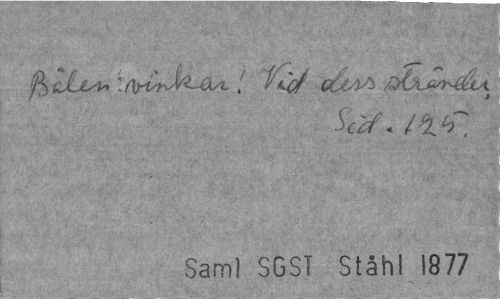 Bålen vinkar! Vid dess stränder,
Sid. 125.
Saml SGST Ståhl 1877